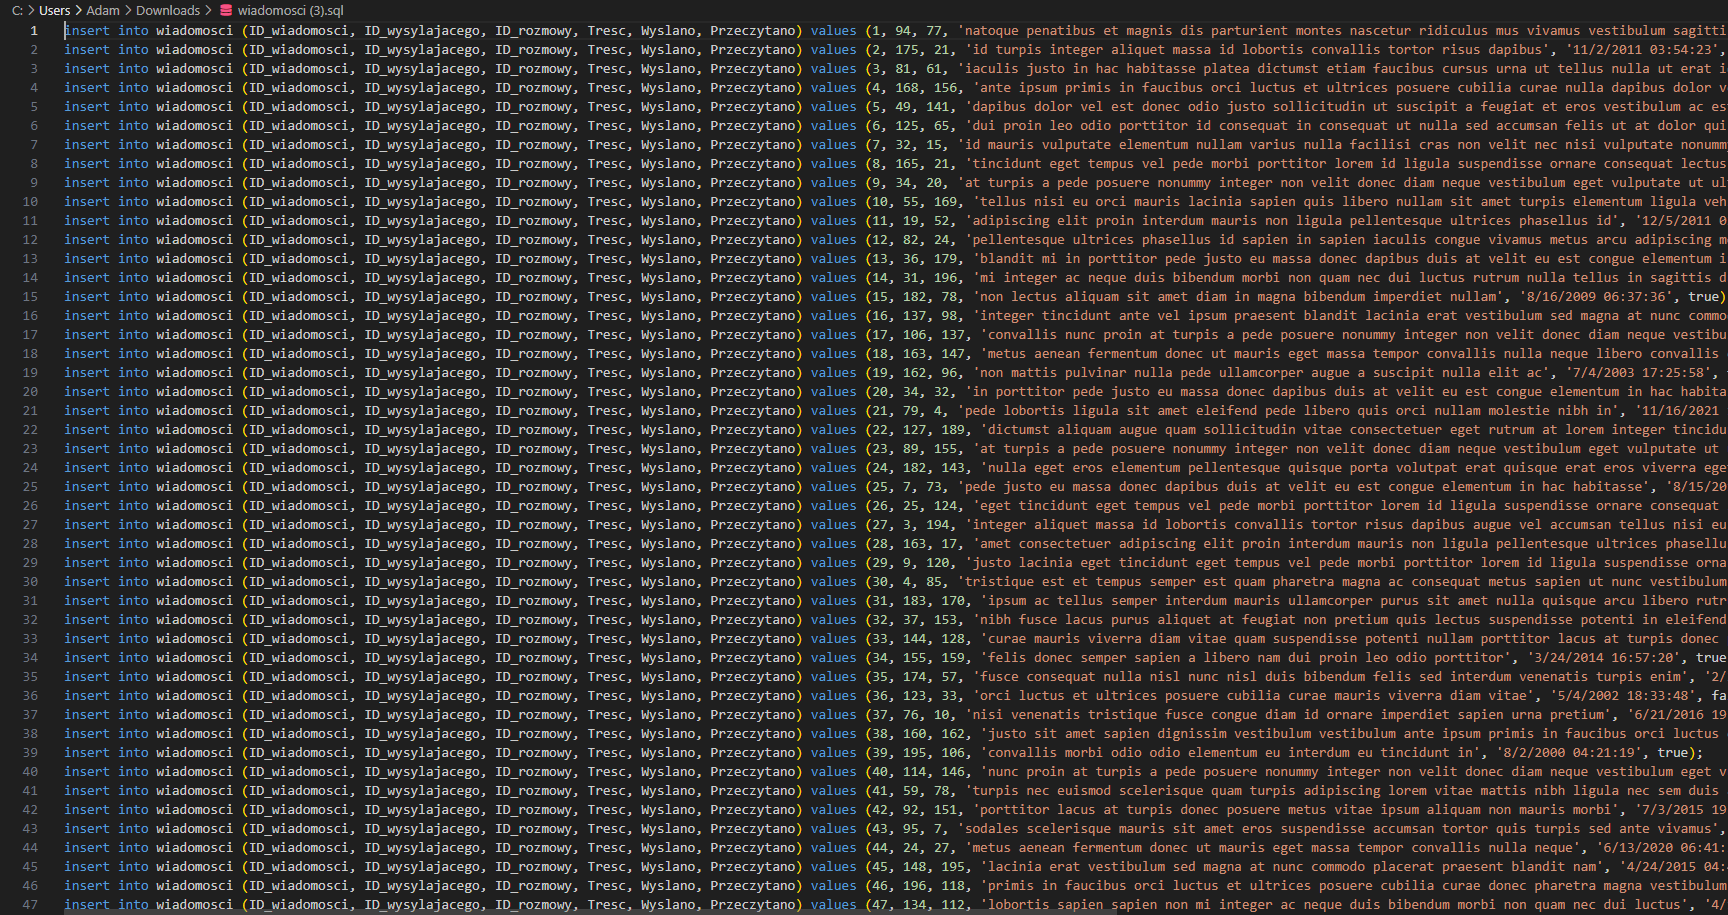 C: > Users > Adam > Downloads > wiadomosci (3).sql
1 insert into wiadomosci (ID_wiadomosci, ID_wysylajacego, ID_rozmowy, Tresc, Wyslano, Przeczytano) values (1, 94, 77, 'natoque penatibus et magnis dis parturient montes nascetur ridiculus mus vivamus vestibulum sagitti
2 insert into wiadomosci (ID_wiadomosci, ID_wysylajacego, ID_rozmowy, Tresc, Wyslano, Przeczytano) values (2, 175, 21, 'id turpis integer aliquet massa id lobortis convallis tortor risus dapibus', '11/2/2011 03:54:23',
3 insert into wiadomosci (ID_wiadomosci, ID_wysylajacego, ID_rozmowy, Tresc, Wyslano, Przeczytano) values (3, 81, 61, 'iaculis justo in hac habitasse platea dictumst etiam faucibus cursus urna ut tellus nulla ut erat i
4 insert into wiadomosci (ID_wiadomosci, ID_wysylajacego, ID_rozmowy, Tresc, Wyslano, Przeczytano) values (4, 168, 156, 'ante ipsum primis in faucibus orci luctus et ultrices posuere cubilia curae nulla dapibus dolor v
5 insert into wiadomosci (ID_wiadomosci, ID_wysylajacego, ID_rozmowy, Tresc, Wyslano, Przeczytano) values (5, 49, 141, 'dapibus dolor vel est donec odio justo sollicitudin ut suscipit a feugiat et eros vestibulum ac es
6 insert into wiadomosci (ID_wiadomosci, ID_wysylajacego, ID_rozmowy, Tresc, Wyslano, Przeczytano) values (6, 125, 65, 'dui proin leo odio porttitor id consequat in consequat ut nulla sed accumsan felis ut at dolor qui
7 insert into wiadomosci (ID_wiadomosci, ID_wysylajacego, ID_rozmowy, Tresc, Wyslano, Przeczytano) values (7, 32, 15, 'id mauris vulputate elementum nullam varius nulla facilisi cras non velit nec nisi vulputate nonumm
8 insert into wiadomosci (ID_wiadomosci, ID_wysylajacego, ID_rozmowy, Tresc, Wyslano, Przeczytano) values (8, 165, 21, 'tincidunt eget tempus vel pede morbi porttitor lorem id ligula suspendisse ornare consequat lectus
9 insert into wiadomosci (ID_wiadomosci, ID_wysylajacego, ID_rozmowy, Tresc, Wyslano, Przeczytano) values (9, 34, 20, 'at turpis a pede posuere nonummy integer non velit donec diam neque vestibulum eget vulputate ut ul
10 insert into wiadomosci (ID_wiadomosci, ID_wysylajacego, ID_rozmowy, Tresc, Wyslano, Przeczytano) values (10, 55, 169, 'tellus nisi eu orci mauris lacinia sapien quis libero nullam sit amet turpis elementum ligula veh
11 insert into wiadomosci (ID_wiadomosci, ID_wysylajacego, ID_rozmowy, Tresc, Wyslano, Przeczytano) values (11, 19, 52, 'adipiscing elit proin interdum mauris non ligula pellentesque ultrices phasellus id', '12/5/2011 0
12 insert into wiadomosci (ID_wiadomosci, ID_wysylajacego, ID_rozmowy, Tresc, Wyslano, Przeczytano) values (12, 82, 24, 'pellentesque ultrices phasellus id sapien in sapien iaculis congue vivamus metus arcu adipiscing m
13 insert into wiadomosci (ID_wiadomosci, ID_wysylajacego, ID_rozmowy, Tresc, Wyslano, Przeczytano) values (13, 36, 179, 'blandit mi in porttitor pede justo eu massa donec dapibus duis at velit eu est congue elementum i
14 insert into wiadomosci (ID_wiadomosci, ID_wysylajacego, ID_rozmowy, Tresc, Wyslano, Przeczytano) values (14, 31, 196, 'mi integer ac neque duis bibendum morbi non quam nec dui luctus rutrum nulla tellus in sagittis d
15 insert into wiadomosci (ID_wiadomosci, ID_wysylajacego, ID_rozmowy, Tresc, Wyslano, Przeczytano) values (15, 182, 78, 'non lectus aliquam sit amet diam in magna bibendum imperdiet nullam', '8/16/2009 06:37:36', true)
16 insert into wiadomosci (ID_wiadomosci, ID_wysylajacego, ID_rozmowy, Tresc, Wyslano, Przeczytano) values (16, 137, 98, 'integer tincidunt ante vel ipsum praesent blandit lacinia erat vestibulum sed magna at nunc commo
17 insert into wiadomosci (ID_wiadomosci, ID_wysylajacego, ID_rozmowy, Tresc, Wyslano, Przeczytano) values (17, 106, 137, 'convallis nunc proin at turpis a pede posuere nonummy integer non velit donec diam neque vestibu
18 insert into wiadomosci (ID_wiadomosci, ID_wysylajacego, ID_rozmowy, Tresc, Wyslano, Przeczytano) values (18, 163, 147, 'metus aenean fermentum donec ut mauris eget massa tempor convallis nulla neque libero convallis
19 insert into wiadomosci (ID_wiadomosci, ID_wysylajacego, ID_rozmowy, Tresc, Wyslano, Przeczytano) values (19, 162, 96, 'non mattis pulvinar nulla pede ullamcorper augue a suscipit nulla elit ac', '7/4/2003 17:25:58',
20 insert into wiadomosci (ID_wiadomosci, ID_wysylajacego, ID_rozmowy, Tresc, Wyslano, Przeczytano) values (20, 34, 32, 'in porttitor pede justo eu massa donec dapibus duis at velit eu est congue elementum in hac habita
21 insert into wiadomosci (ID_wiadomosci, ID_wysylajacego, ID_rozmowy, Tresc, Wyslano, Przeczytano) values (21, 79, 4, 'pede lobortis ligula sit amet eleifend pede libero quis orci nullam molestie nibh in', '11/16/2021
22 insert into wiadomosci (ID_wiadomosci, ID_wysylajacego, ID_rozmowy, Tresc, Wyslano, Przeczytano) values (22, 127, 189, 'dictumst aliquam augue quam sollicitudin vitae consectetuer eget rutrum at lorem integer tincidu
23 insert into wiadomosci (ID_wiadomosci, ID_wysylajacego, ID_rozmowy, Tresc, Wyslano, Przeczytano) values (23, 89, 155, 'at turpis a pede posuere nonummy integer non velit donec diam neque vestibulum eget vulputate ut
24 insert into wiadomosci (ID_wiadomosci, ID_wysylajacego, ID_rozmowy, Tresc, Wyslano, Przeczytano) values (24, 182, 143, 'nulla eget eros elementum pellentesque quisque porta volutpat erat quisque erat eros viverra ege
25 insert into wiadomosci (ID_wiadomosci, ID_wysylajacego, ID_rozmowy, Tresc, Wyslano, Przeczytano) values (25, 7, 73, 'pede justo eu massa donec dapibus duis at velit eu est congue elementum in hac habitasse', '8/15/20
26 insert into wiadomosci (ID_wiadomosci, ID_wysylajacego, ID_rozmowy, Tresc, Wyslano, Przeczytano) values (26, 25, 124, 'eget tincidunt eget tempus vel pede morbi porttitor lorem id ligula suspendisse ornare consequat
27 insert into wiadomosci (ID_wiadomosci, ID_wysylajacego, ID_rozmowy, Tresc, Wyslano, Przeczytano) values (27, 3, 194, 'integer aliquet massa id lobortis convallis tortor risus dapibus augue vel accumsan tellus nisi eu
28 insert into wiadomosci (ID_wiadomosci, ID_wysylajacego, ID_rozmowy, Tresc, Wyslano, Przeczytano) values (28, 163, 17, 'amet consectetuer adipiscing elit proin interdum mauris non ligula pellentesque ultrices phasellu
29 insert into wiadomosci (ID_wiadomosci, ID_wysylajacego, ID_rozmowy, Tresc, Wyslano, Przeczytano) values (29, 9, 120, 'justo lacinia eget tincidunt eget tempus vel pede morbi porttitor lorem id ligula suspendisse orna
30 insert into wiadomosci (ID_wiadomosci, ID_wysylajacego, ID_rozmowy, Tresc, Wyslano, Przeczytano) values (30, 4, 85, 'tristique est et tempus semper est quam pharetra magna ac consequat metus sapien ut nunc vestibulum
31 insert into wiadomosci (ID_wiadomosci, ID_wysylajacego, ID_rozmowy, Tresc, Wyslano, Przeczytano) values (31, 183, 170, 'ipsum ac tellus semper interdum mauris ullamcorper purus sit amet nulla quisque arcu libero rutr
32 insert into wiadomosci (ID_wiadomosci, ID_wysylajacego, ID_rozmowy, Tresc, Wyslano, Przeczytano) values (32, 37, 153, 'nibh fusce lacus purus aliquet at feugiat non pretium quis lectus suspendisse potenti in eleifend
33 insert into wiadomosci (ID_wiadomosci, ID_wysylajacego, ID_rozmowy, Tresc, Wyslano, Przeczytano) values (33, 144, 128, 'curae mauris viverra diam vitae quam suspendisse potenti nullam porttitor lacus at turpis donec
34 insert into wiadomosci (ID_wiadomosci, ID_wysylajacego, ID_rozmowy, Tresc, Wyslano, Przeczytano) values (34, 155, 159, 'felis donec semper sapien a libero nam dui proin leo odio porttitor', '3/24/2014 16:57:20', true
35 insert into wiadomosci (ID_wiadomosci, ID_wysylajacego, ID_rozmowy, Tresc, Wyslano, Przeczytano) values (35, 174, 57, 'fusce consequat nulla nisl nunc nisl duis bibendum felis sed interdum venenatis turpis enim', '2/
36 insert into wiadomosci (ID_wiadomosci, ID_wysylajacego, ID_rozmowy, Tresc, Wyslano, Przeczytano) values (36, 123, 33, 'orci luctus et ultrices posuere cubilia curae mauris viverra diam vitae', '5/4/2002 18:33:48', fa
37 insert into wiadomosci (ID_wiadomosci, ID_wysylajacego, ID_rozmowy, Tresc, Wyslano, Przeczytano) values (37, 76, 10, 'nisi venenatis tristique fusce congue diam id ornare imperdiet sapien urna pretium', '6/21/2016 19
38 insert into wiadomosci (ID_wiadomosci, ID_wysylajacego, ID_rozmowy, Tresc, Wyslano, Przeczytano) values (38, 160, 162, 'justo sit amet sapien dignissim vestibulum vestibulum ante ipsum primis in faucibus orci luctus
39 insert into wiadomosci (ID_wiadomosci, ID_wysylajacego, ID_rozmowy, Tresc, Wyslano, Przeczytano) values (39, 195, 106, 'convallis morbi odio odio elementum eu interdum eu tincidunt in', '8/2/2000 04:21:19', true);
40 insert into wiadomosci (ID_wiadomosci, ID_wysylajacego, ID_rozmowy, Tresc, Wyslano, Przeczytano) values (40, 114, 146, 'nunc proin at turpis a pede posuere nonummy integer non velit donec diam neque vestibulum eget v
41 insert into wiadomosci (ID_wiadomosci, ID_wysylajacego, ID_rozmowy, Tresc, Wyslano, Przeczytano) values (41, 59, 78, 'turpis nec euismod scelerisque quam turpis adipiscing lorem vitae mattis nibh ligula nec sem duis
42 insert into wiadomosci (ID_wiadomosci, ID_wysylajacego, ID_rozmowy, Tresc, Wyslano, Przeczytano) values (42, 92, 151, 'porttitor lacus at turpis donec posuere metus vitae ipsum aliquam non mauris morbi', '7/3/2015 19
43 insert into wiadomosci (ID_wiadomosci, ID_wysylajacego, ID_rozmowy, Tresc, Wyslano, Przeczytano) values (43, 95, 7, 'sodales scelerisque mauris sit amet eros suspendisse accumsan tortor quis turpis sed ante vivamus',
44 insert into wiadomosci (ID_wiadomosci, ID_wysylajacego, ID_rozmowy, Tresc, Wyslano, Przeczytano) values (44, 24, 27, 'metus aenean fermentum donec ut mauris eget massa tempor convallis nulla neque', '6/13/2020 06:41:
45 insert into wiadomosci (ID_wiadomosci, ID_wysylajacego, ID_rozmowy, Tresc, Wyslano, Przeczytano) values (45, 148, 195, 'lacinia erat vestibulum sed magna at nunc commodo placerat praesent blandit nam', '4/24/2015 04:
46 insert into wiadomosci (ID_wiadomosci, ID_wysylajacego, ID_rozmowy, Tresc, Wyslano, Przeczytano) values (46, 196, 118, 'primis in faucibus orci luctus et ultrices posuere cubilia curae donec pharetra magna vestibulum
47 insert into wiadomosci (ID_wiadomosci, ID_wysylajacego, ID_rozmowy, Tresc, Wyslano, Przeczytano) values (47, 134, 112, 'lobortis sapien sapien non mi integer ac neque duis bibendum morbi non quam nec dui luctus', '4/